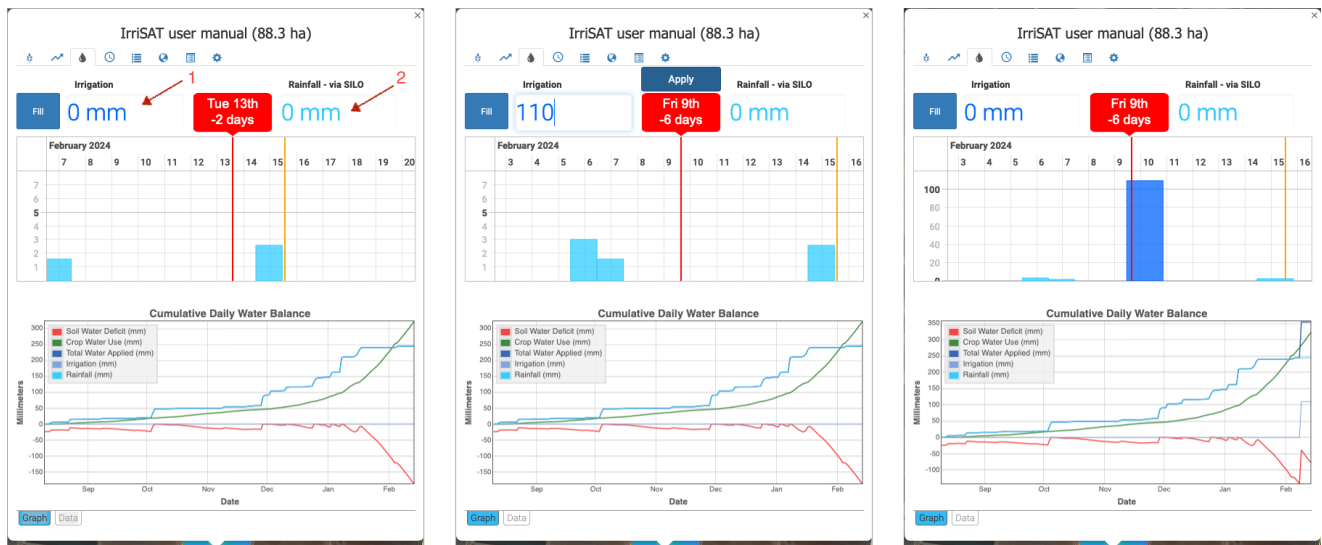 ×
IrriSAT user manual (88.3 ha)
1
2
Irrigation
Rainfall - via SILO
Fill
0 mm
Tue 13th
-2 days
0 mm
February 2024
7 8 9 10 11 12 13 14 15 16 17 18 19 20
7
6
5
4
3
2
1
Cumulative Daily Water Balance
Soil Water Deficit (mm)
Crop Water Use (mm)
Total Water Applied (mm)
Irrigation (mm)
Rainfall (mm)
300
250
200
150
100
50
0
-50
-100
-150
Millimeters
Sep Oct Nov Dec Jan Feb
Date
Graph Data
×
IrriSAT user manual (88.3 ha)
Irrigation
Apply
Rainfall - via SILO
Fill
110
Fri 9th
-6 days
0 mm
February 2024
3 4 5 6 7 8 9 10 11 12 13 14 15 16
7
6
5
4
3
2
1
Cumulative Daily Water Balance
Soil Water Deficit (mm)
Crop Water Use (mm)
Total Water Applied (mm)
Irrigation (mm)
Rainfall (mm)
300
250
200
150
100
50
0
-50
-100
-150
Millimeters
Sep Oct Nov Dec Jan Feb
Date
Graph Data
×
IrriSAT user manual (88.3 ha)
Irrigation
Rainfall - via SILO
Fill
0 mm
Fri 9th
-6 days
0 mm
February 2024
3 4 5 6 7 8 9 10 11 12 13 14 15 16
100
80
60
40
20
0
Cumulative Daily Water Balance
Soil Water Deficit (mm)
Crop Water Use (mm)
Total Water Applied (mm)
Irrigation (mm)
Rainfall (mm)
350
300
250
200
150
100
50
0
-50
-100
Millimeters
Sep Oct Nov Dec Jan Feb
Date
Graph Data